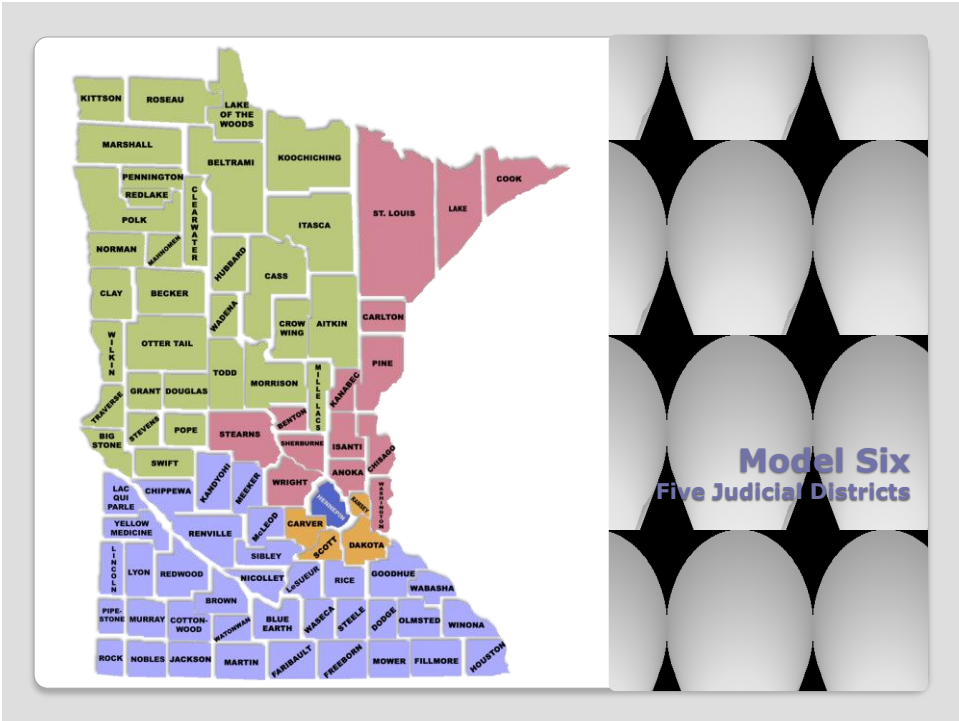 KITTSON
ROSEAU
LAKE
OF THE
WOODS
MARSHALL
BELTRAMI
KOOCHICHING
PENNINGTON
REDLAKE
CLEARWATER
POLK
ITASCA
ST. LOUIS
LAKE
COOK
NORMAN
MAHNOMEN
HUBBARD
CASS
CLAY
BECKER
WADENA
CROW
WING
AITKIN
CARLTON
WILKIN
OTTER TAIL
TODD
MORRISON
MILLE LACS
KANABEC
PINE
GRANT
DOUGLAS
TRAVERSE
STEVENS
POPE
BIG
STONE
STEARNS
BENTON
SHERBURNE
ISANTI
CHISAGO
SWIFT
KANDYOHI
MEEKER
WRIGHT
ANOKA
WASHINGTON
HENNEPIN
RAMSEY
LAC
QUI
PARLE
CHIPPEWA
YELLOW
MEDICINE
RENVILLE
McLEOD
CARVER
SCOTT
DAKOTA
SIBLEY
LINCOLN
LYON
REDWOOD
NICOLLET
LeSUEUR
RICE
GOODHUE
WABASHA
BROWN
PIPE-
STONE
MURRAY
COTTON-
WOOD
WATONWAN
BLUE
EARTH
WASECA
STEELE
DODGE
OLMSTED
WINONA
ROCK
NOBLES
JACKSON
MARTIN
FARIBAULT
FREEBORN
MOWER
FILLMORE
HOUSTON
Model Six
Five Judicial Districts